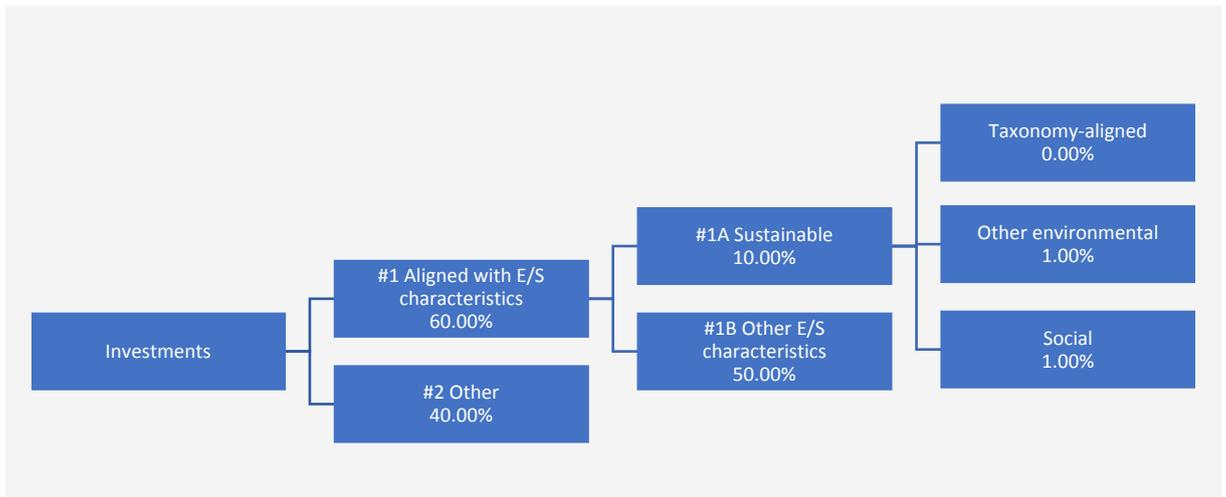 Investments
#1 Aligned with E/S
characteristics
60.00%
#2 Other
40.00%
#1A Sustainable
10.00%
#1B Other E/S
characteristics
50.00%
Taxonomy-aligned
0.00%
Other environmental
1.00%
Social
1.00%